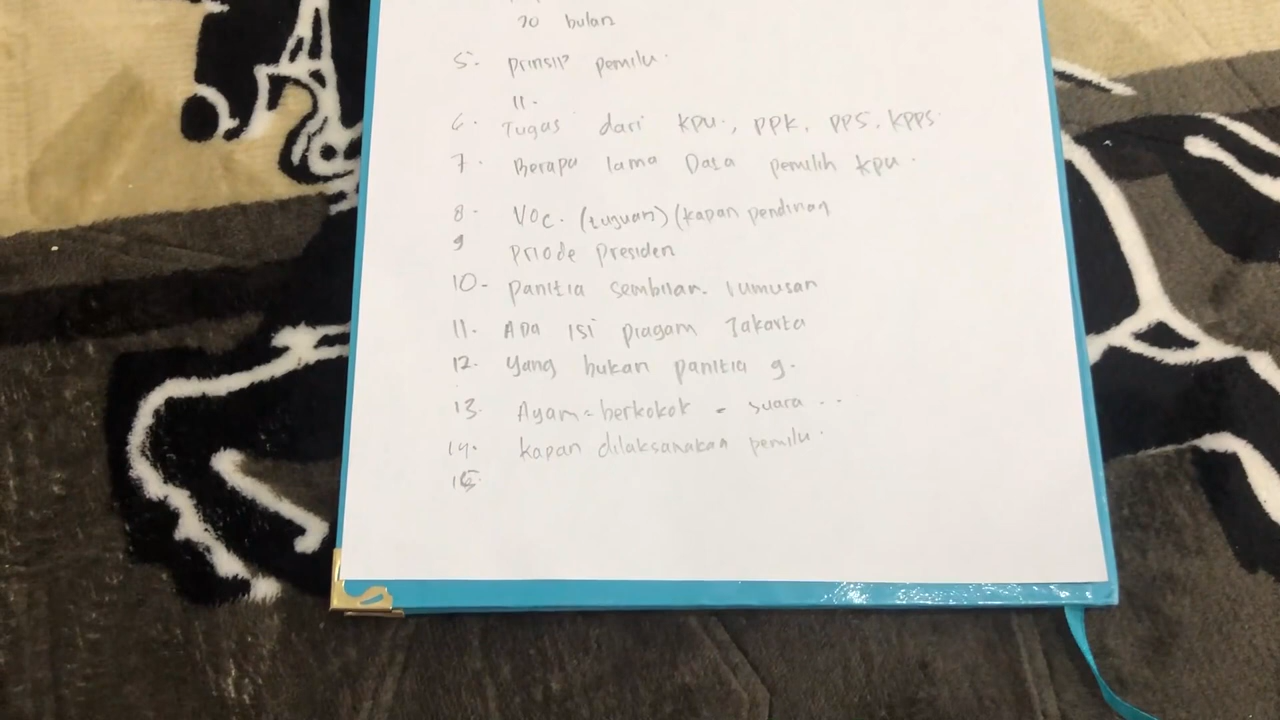 20 bulan
5. prinsip pemilu.
11.
6. Tugas dari kpu., PPK, PPS. KPPS.
7. Berapa lama Data pemilih kpu.
8. VOC. (tujuan) (kapan pendirian
9 Priode Presiden
10. panitia sembilan. rumusan
11. Ada isi piagam Jakarta
12. Yang bukan panitia 9.
13. Ayam = berkokok = suara ...
14. kapan dilaksanakan pemilu.
15.